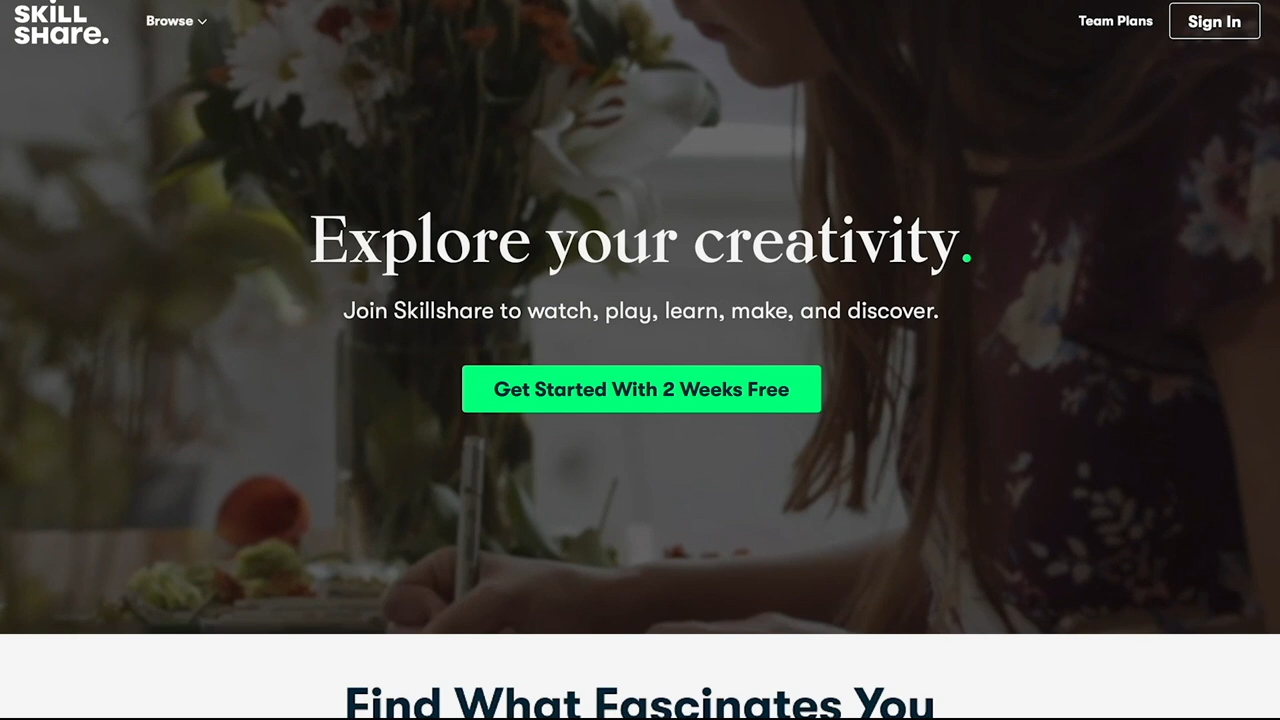 SKILL
SHare.
Browse
Team Plans
Sign In
Explore your creativity.
Join Skillshare to watch, play, learn, make, and discover.
Get Started With 2 Weeks Free
Find What Fascinates You